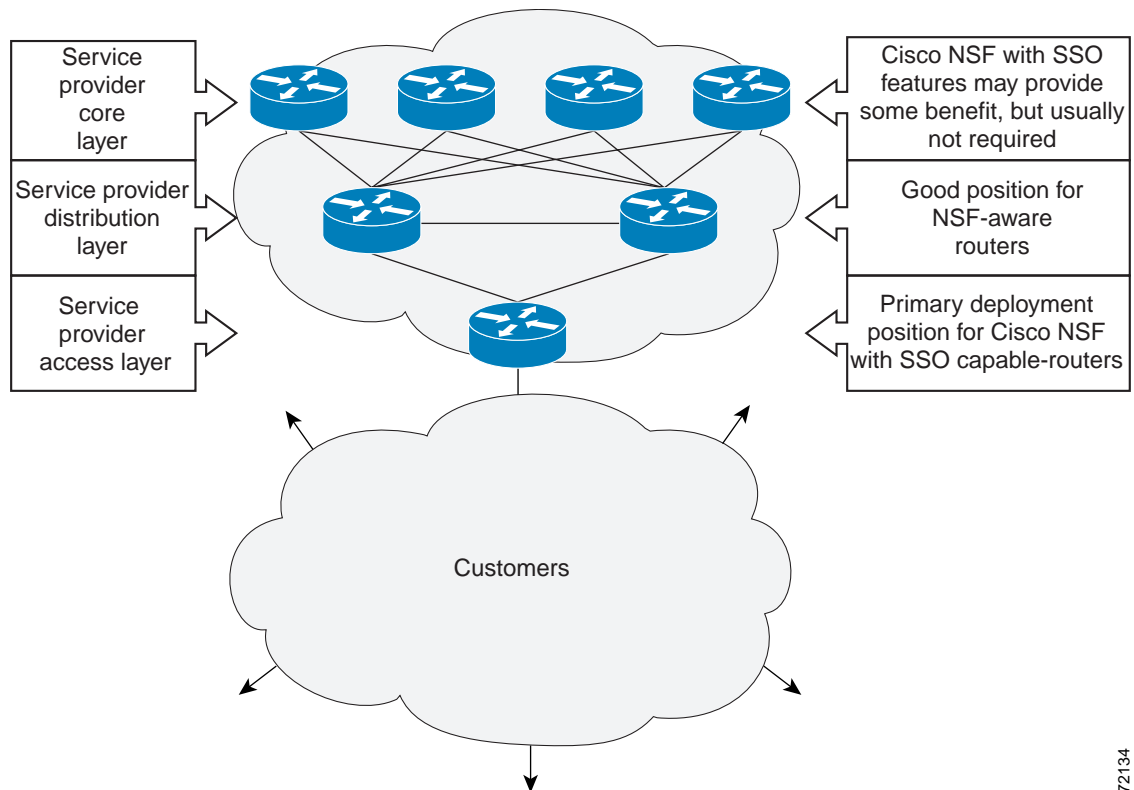 Service
provider
core
layer
Cisco NSF with SSO
features may provide
some benefit, but usually
not required
Service provider
distribution
layer
Good position for
NSF-aware
routers
Service
provider
access layer
Primary deployment
position for Cisco NSF
with SSO capable-routers
Customers
72134